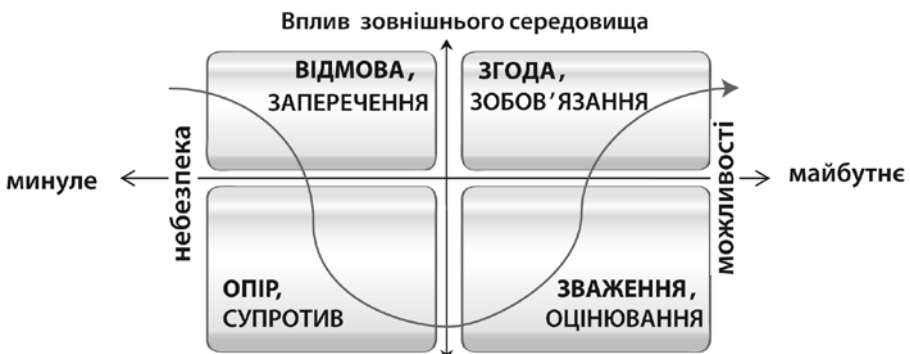 Вплив зовнішнього середовища
ВІДМОВА,
ЗАПЕРЕЧЕННЯ
ЗГОДА,
ЗОБОВ’ЯЗАННЯ
минуле
небезпека
можливості
майбутнє
ОПІР,
СУПРОТИВ
ЗВАЖЕННЯ,
ОЦІНЮВАННЯ